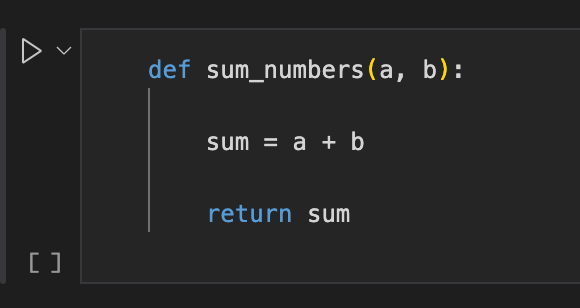 def sum_numbers(a, b):
sum = a + b
return sum
[ ]